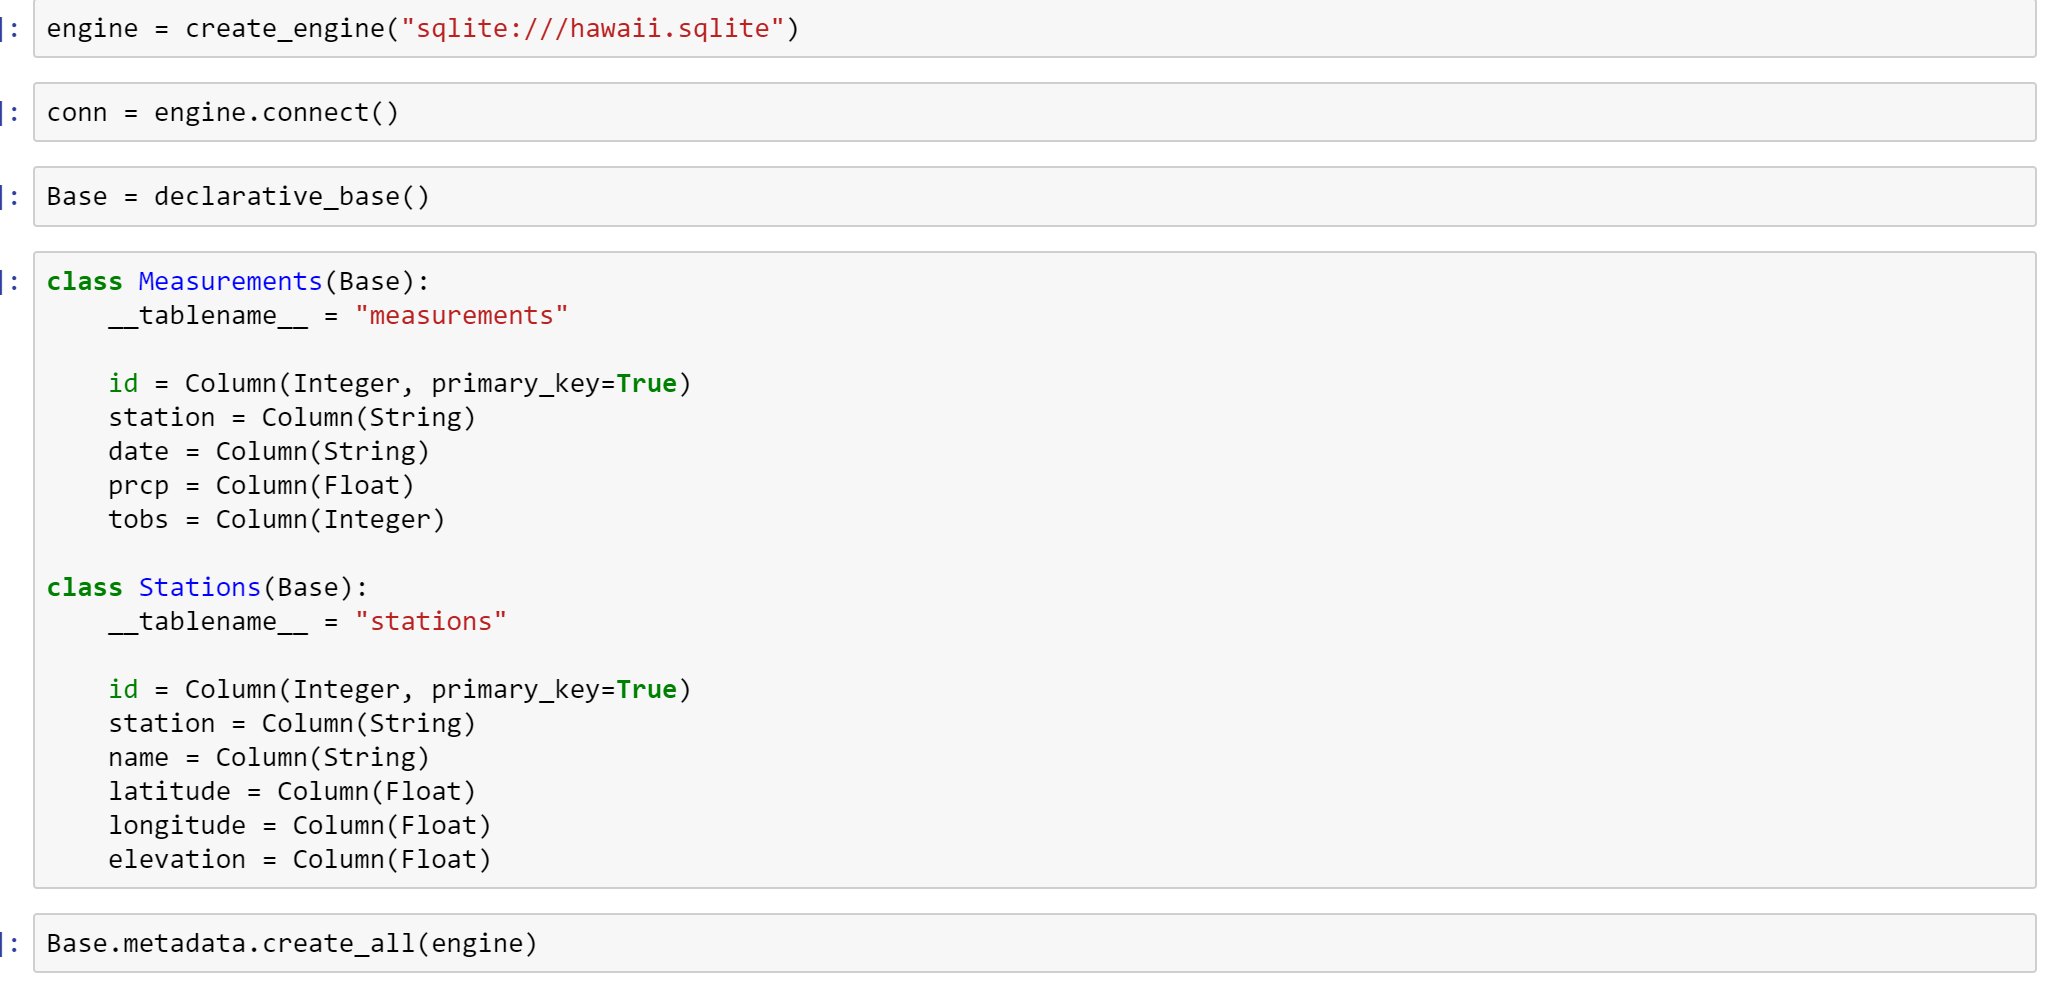 ]: engine = create_engine("sqlite:///hawaii.sqlite")
]: conn = engine.connect()
]: Base = declarative_base()
]: class Measurements(Base):
    __tablename__ = "measurements"
    id = Column(Integer, primary_key=True)
    station = Column(String)
    date = Column(String)
    prcp = Column(Float)
    tobs = Column(Integer)
class Stations(Base):
    __tablename__ = "stations"
    id = Column(Integer, primary_key=True)
    station = Column(String)
    name = Column(String)
    latitude = Column(Float)
    longitude = Column(Float)
    elevation = Column(Float)
]: Base.metadata.create_all(engine)